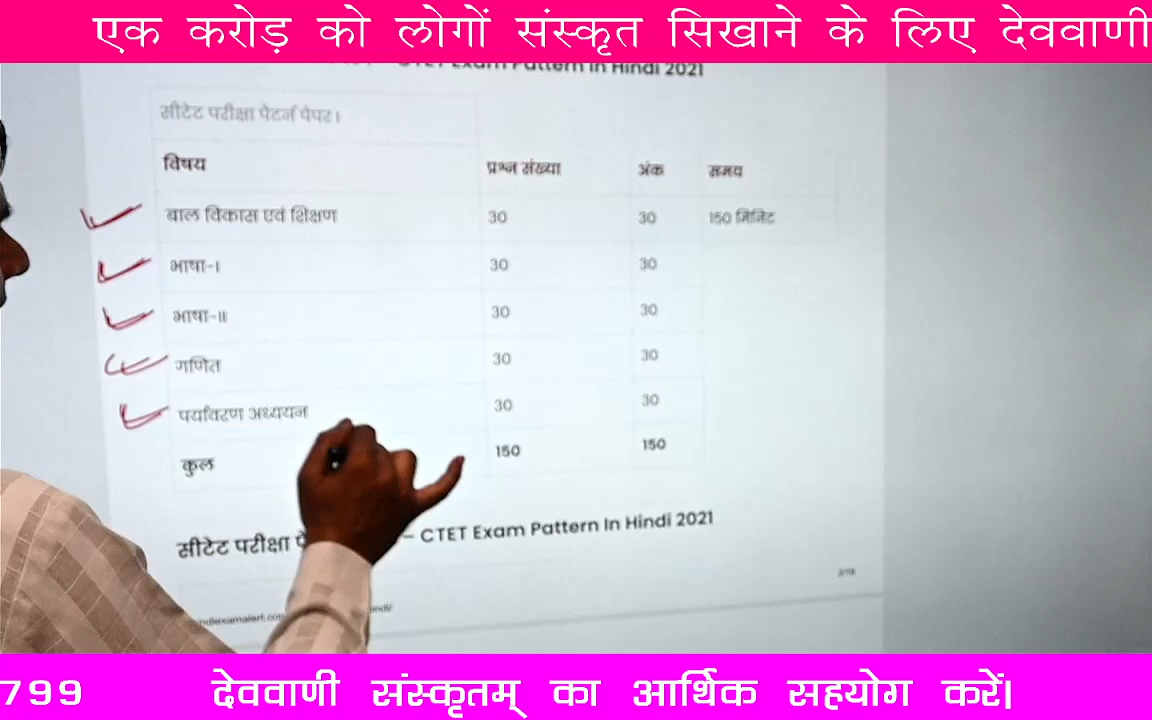 एक करोड़ को लोगों संस्कृत सिखाने के लिए देववाणी
CTET Exam Pattern In Hindi 2021
सीटेट परीक्षा पैटर्न पेपर I
विषय प्रश्न संख्या अंक समय
बाल विकास एवं शिक्षण 30 30 150 मिनिट
भाषा-I 30 30
भाषा-II 30 30
गणित 30 30
पर्यावरण अध्ययन 30 30
कुल 150 150
सीटेट परीक्षा – CTET Exam Pattern In Hindi 2021
799 देववाणी संस्कृतम् का आर्थिक सहयोग करें।